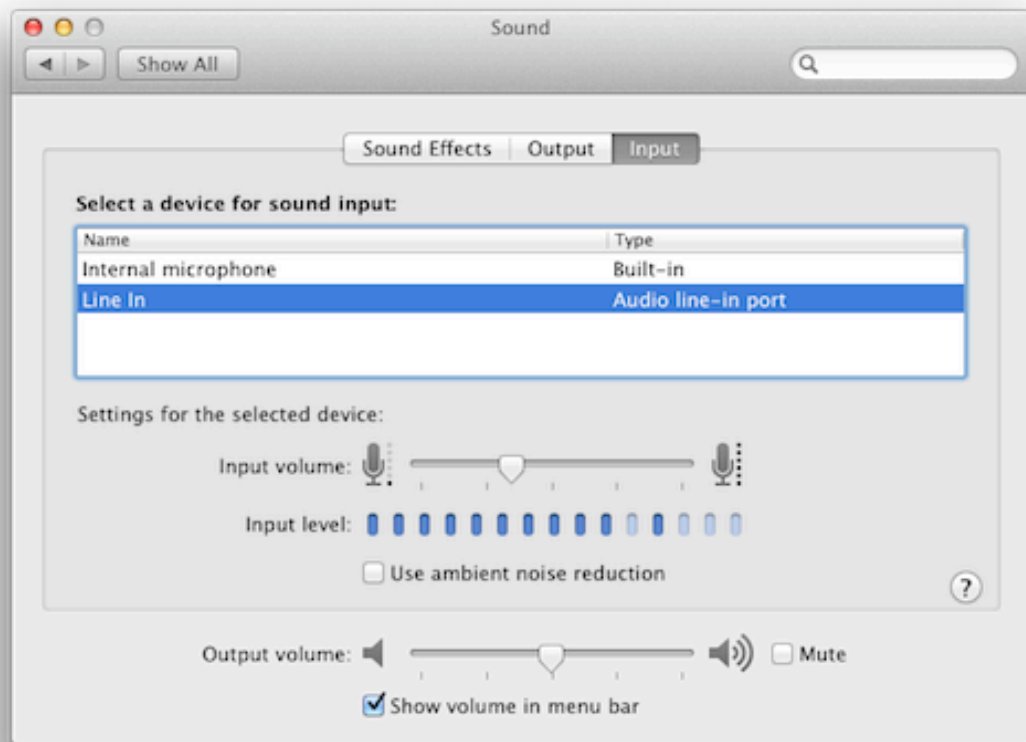 Sound
Show All
Sound Effects Output Input
Select a device for sound input:
Name Type
Internal microphone Built-in
Line In Audio line-in port
Settings for the selected device:
Input volume:
Input level:
Use ambient noise reduction
?
Output volume: Mute
Show volume in menu bar